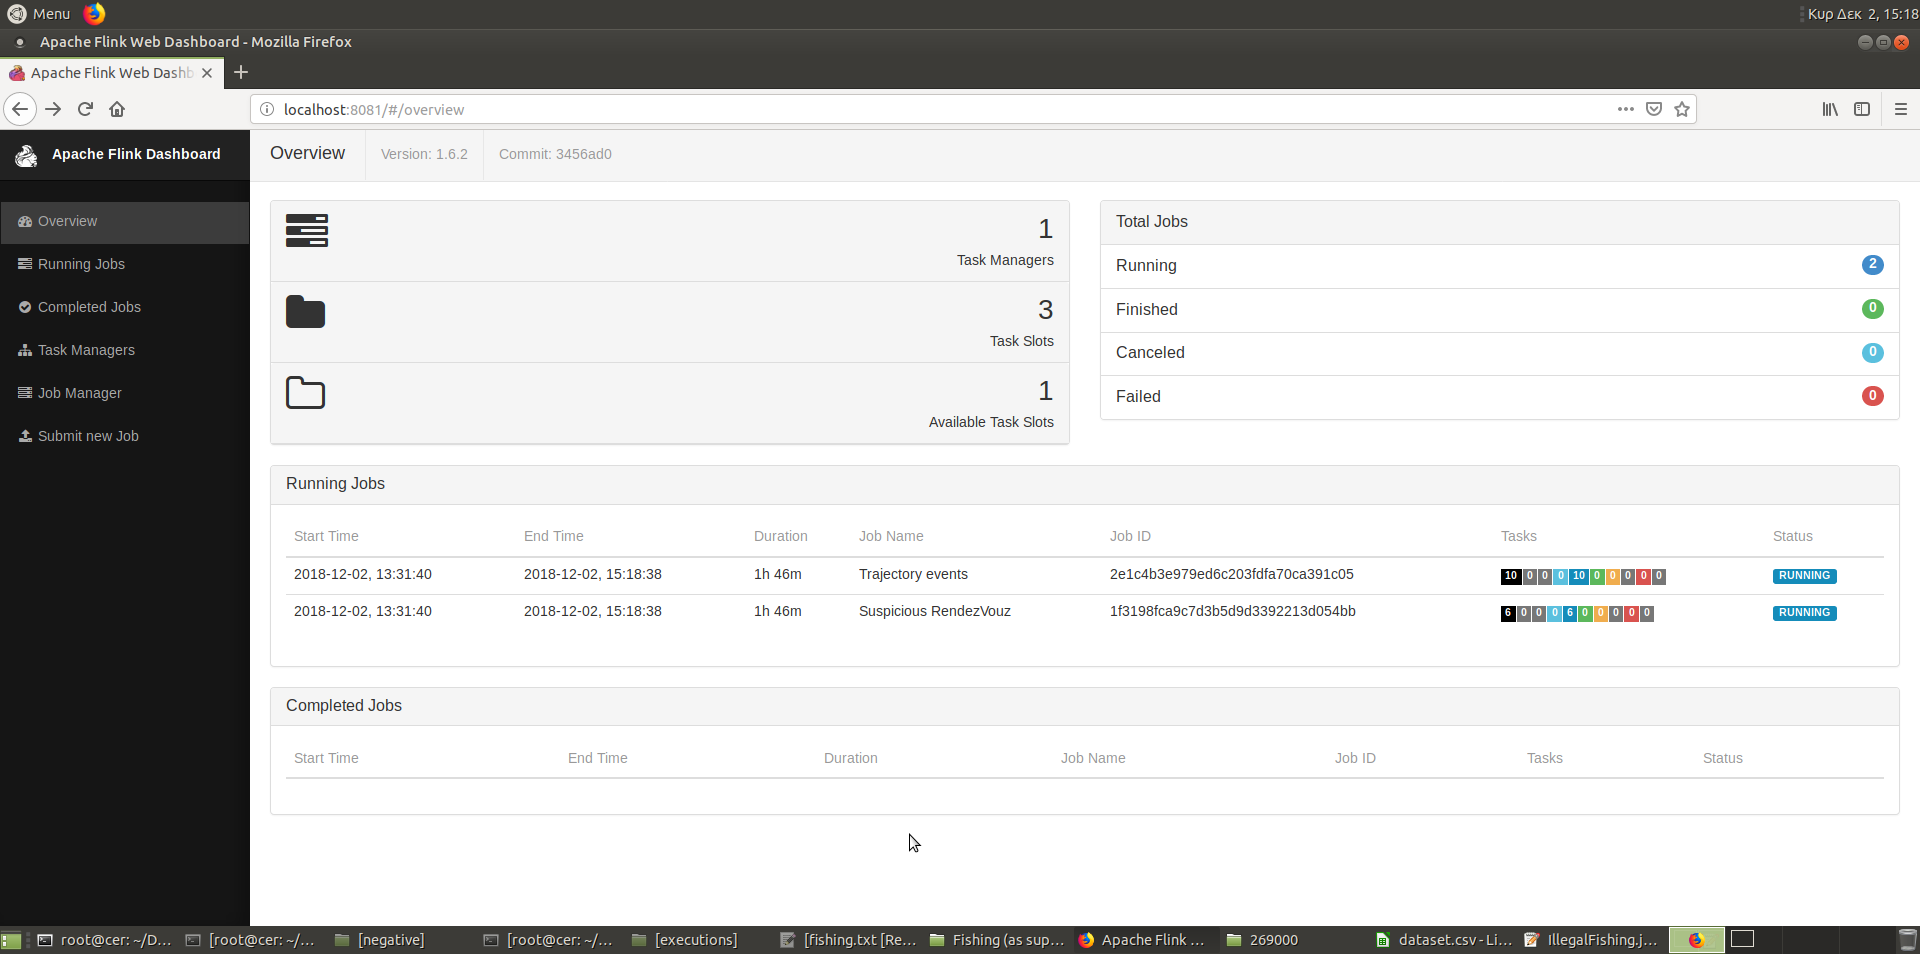 Menu
Κυρ Δεκ 2, 15:18
Apache Flink Web Dashboard - Mozilla Firefox
Apache Flink Web Dashb
localhost:8081/#/overview
Apache Flink Dashboard
Overview
Version: 1.6.2
Commit: 3456ad0
Overview
Running Jobs
Completed Jobs
Task Managers
Job Manager
Submit new Job
1
Task Managers
3
Task Slots
1
Available Task Slots
Total Jobs
Running 2
Finished 0
Canceled 0
Failed 0
Running Jobs
Start Time End Time Duration Job Name Job ID Tasks Status
2018-12-02, 13:31:40 2018-12-02, 15:18:38 1h 46m Trajectory events 2e1c4b3e979ed6c203fdfa70ca391c05 10 0 0 0 10 0 0 0 0 0 RUNNING
2018-12-02, 13:31:40 2018-12-02, 15:18:38 1h 46m Suspicious RendezVouz 1f3198fca9c7d3b5d9d3392213d054bb 6 0 0 0 6 0 0 0 0 0 RUNNING
Completed Jobs
Start Time End Time Duration Job Name Job ID Tasks Status
root@cer: ~/D... [root@cer: ~/... [negative] [root@cer: ~/... [executions] [fishing.txt [Re... Fishing (as sup... Apache Flink ... 269000 dataset.csv - Li... IllegalFishing.j...